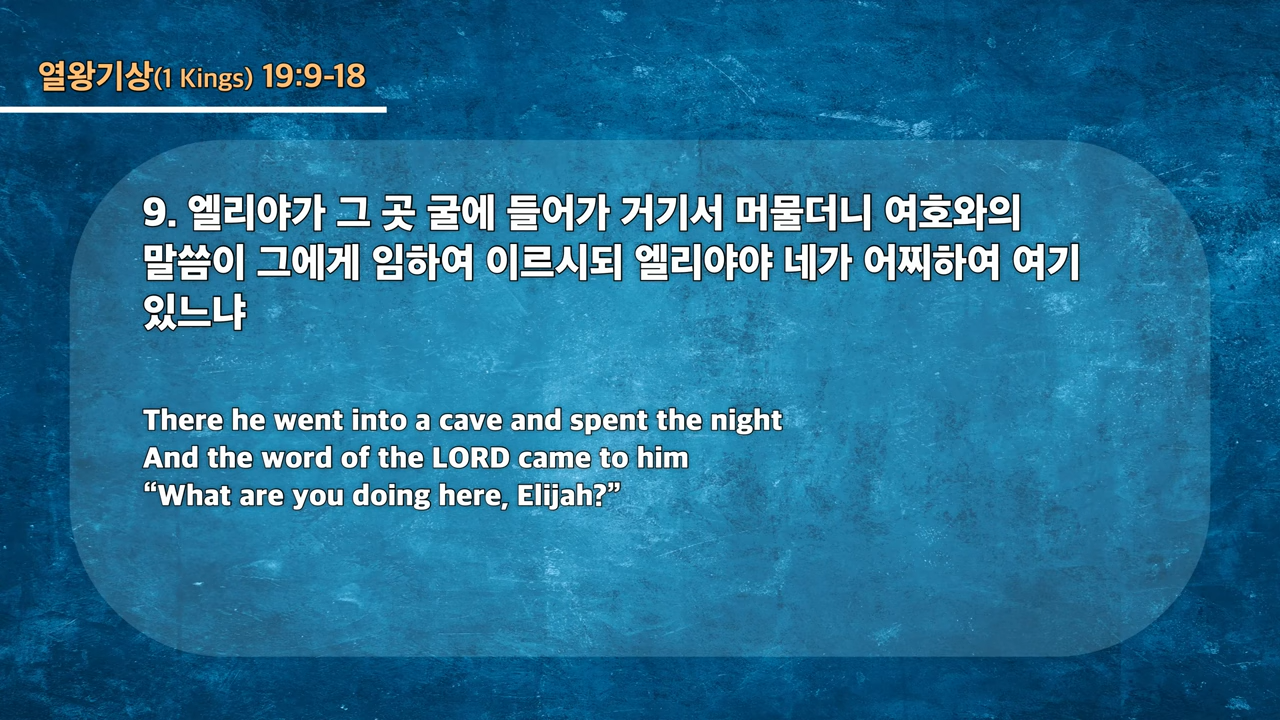 열왕기상(1 Kings) 19:9-18
9. 엘리야가 그 곳 굴에 들어가 거기서 머물더니 여호와의
말씀이 그에게 임하여 이르시되 엘리야야 네가 어찌하여 여기
있느냐
There he went into a cave and spent the night
And the word of the LORD came to him
“What are you doing here, Elijah?”